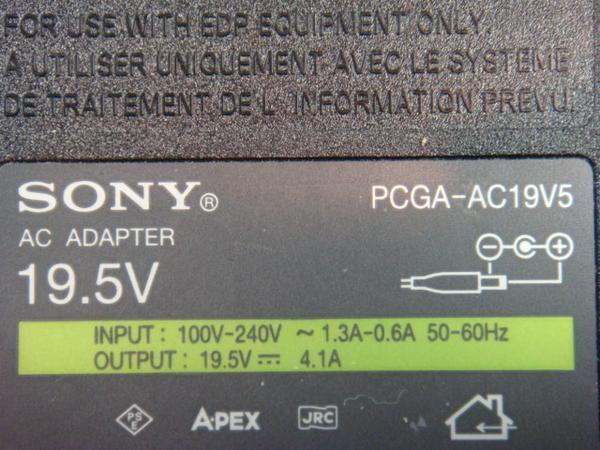 FOR USE WITH EDP EQUIPMENT ONLY.
A UTILISER UNIQUEMENT AVEC LE SYSTEME
DE TRAITEMENT DE L' INFORMATION PREVU.
SONY® PCGA-AC19V5
AC ADAPTER
19.5V
INPUT : 100V-240V ~ 1.3A-0.6A 50-60Hz
OUTPUT : 19.5V ⎓ 4.1A
PSE APEX JRC